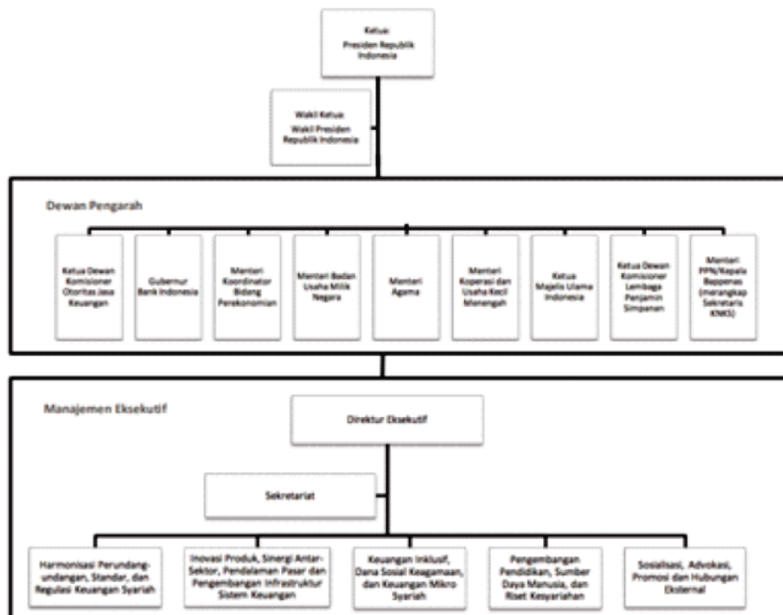 Ketua:
Presiden Republik
Indonesia
Wakil Ketua:
Wakil Presiden
Republik Indonesia
Dewan Pengarah
Ketua Dewan
Komisioner
Otoritas Jasa
Keuangan
Gubernur
Bank Indonesia
Menteri
Koordinator
Bidang
Perekonomian
Menteri Badan
Usaha Milik
Negara
Menteri
Agama
Menteri
Koperasi dan
Usaha Kecil
Menengah
Ketua
Majelis Ulama
Indonesia
Ketua Dewan
Komisioner
Lembaga
Penjamin
Simpanan
Menteri
PPN/Kepala
Bappenas
(merangkap
Sekretaris
KNKS)
Manajemen Eksekutif
Direktur Eksekutif
Sekretariat
Harmonisasi Perundang-
undangan, Standar, dan
Regulasi Keuangan Syariah
Inovasi Produk, Sinergi Antar-
Sektor, Pendalaman Pasar dan
Pengembangan Infrastruktur
Sistem Keuangan
Keuangan Inklusif,
Dana Sosial Keagamaan,
dan Keuangan Mikro
Syariah
Pengembangan
Pendidikan, Sumber
Daya Manusia, dan
Riset Kesyariahan
Sosialisasi, Advokasi,
Promosi dan Hubungan
Eksternal